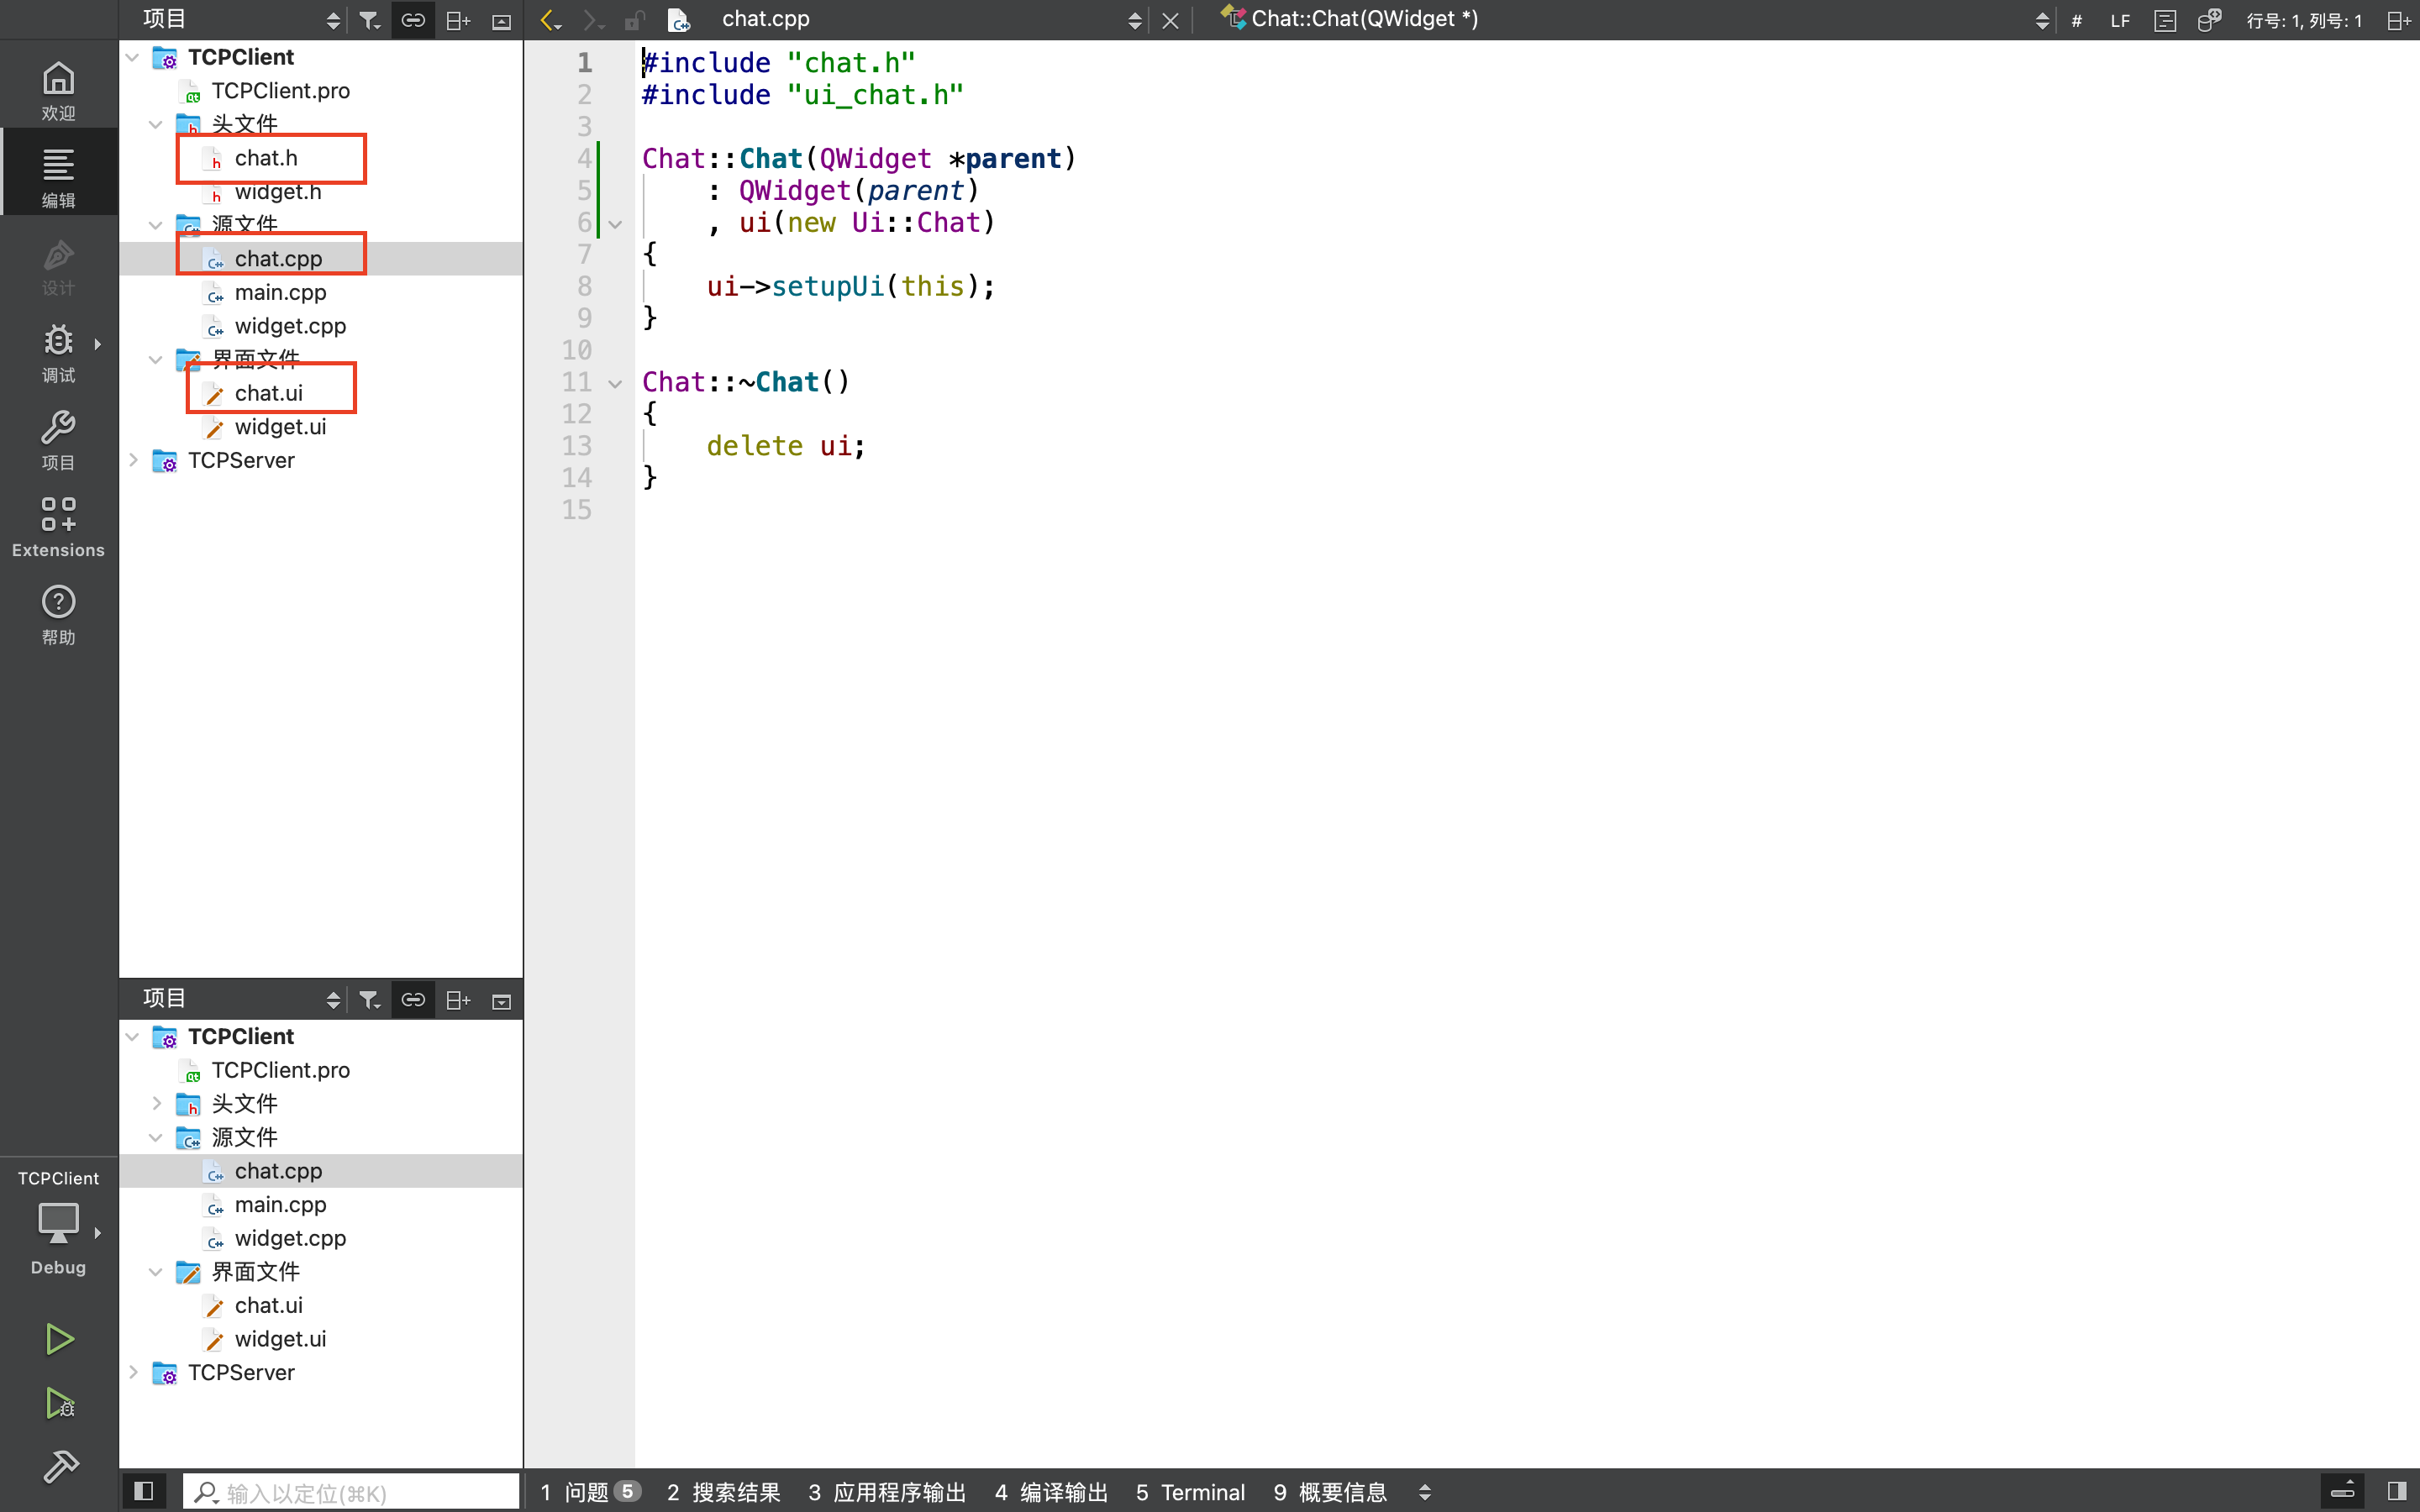 项目
chat.cpp
Chat::Chat(QWidget *)
#
LF
行号: 1, 列号: 1
欢迎
编辑
设计
调试
项目
Extensions
帮助
TCPClient
Debug
TCPClient
TCPClient.pro
头文件
chat.h
widget.h
源文件
chat.cpp
main.cpp
widget.cpp
界面文件
chat.ui
widget.ui
TCPServer
1 #include "chat.h"
2 #include "ui_chat.h"
3
4 Chat::Chat(QWidget *parent)
5     : QWidget(parent)
6     , ui(new Ui::Chat)
7 {
8     ui->setupUi(this);
9 }
10
11 Chat::~Chat()
12 {
13     delete ui;
14 }
15
项目
TCPClient
TCPClient.pro
头文件
源文件
chat.cpp
main.cpp
widget.cpp
界面文件
chat.ui
widget.ui
TCPServer
输入以定位(⌘K)
1 问题 5
2 搜索结果
3 应用程序输出
4 编译输出
5 Terminal
9 概要信息